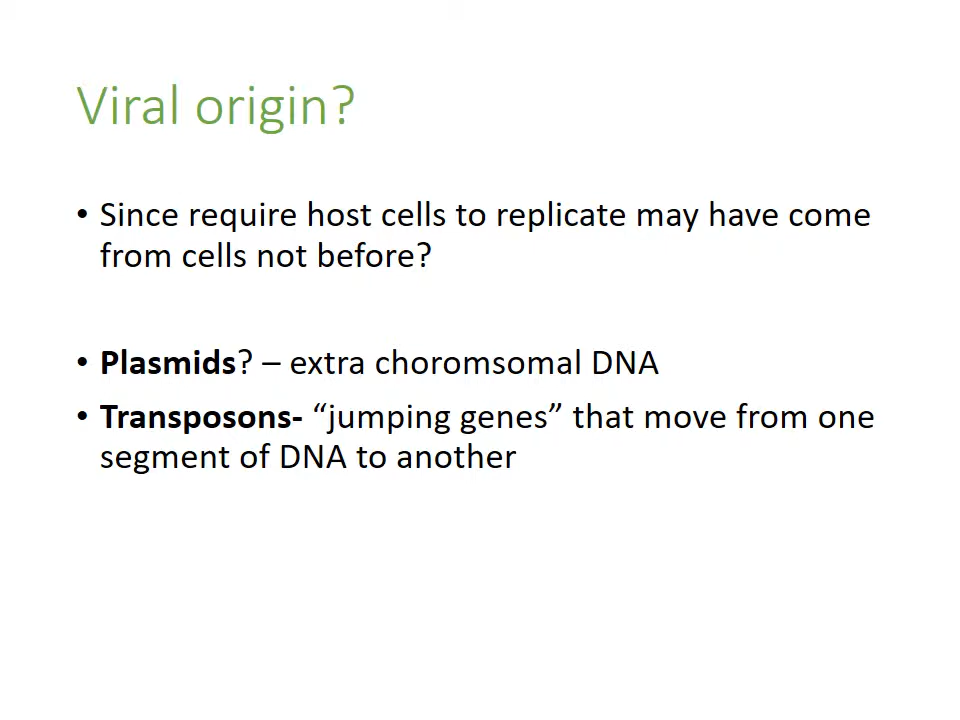 Viral origin?
• Since require host cells to replicate may have come
from cells not before?
• Plasmids? – extra choromsomal DNA
• Transposons- “jumping genes” that move from one
segment of DNA to another